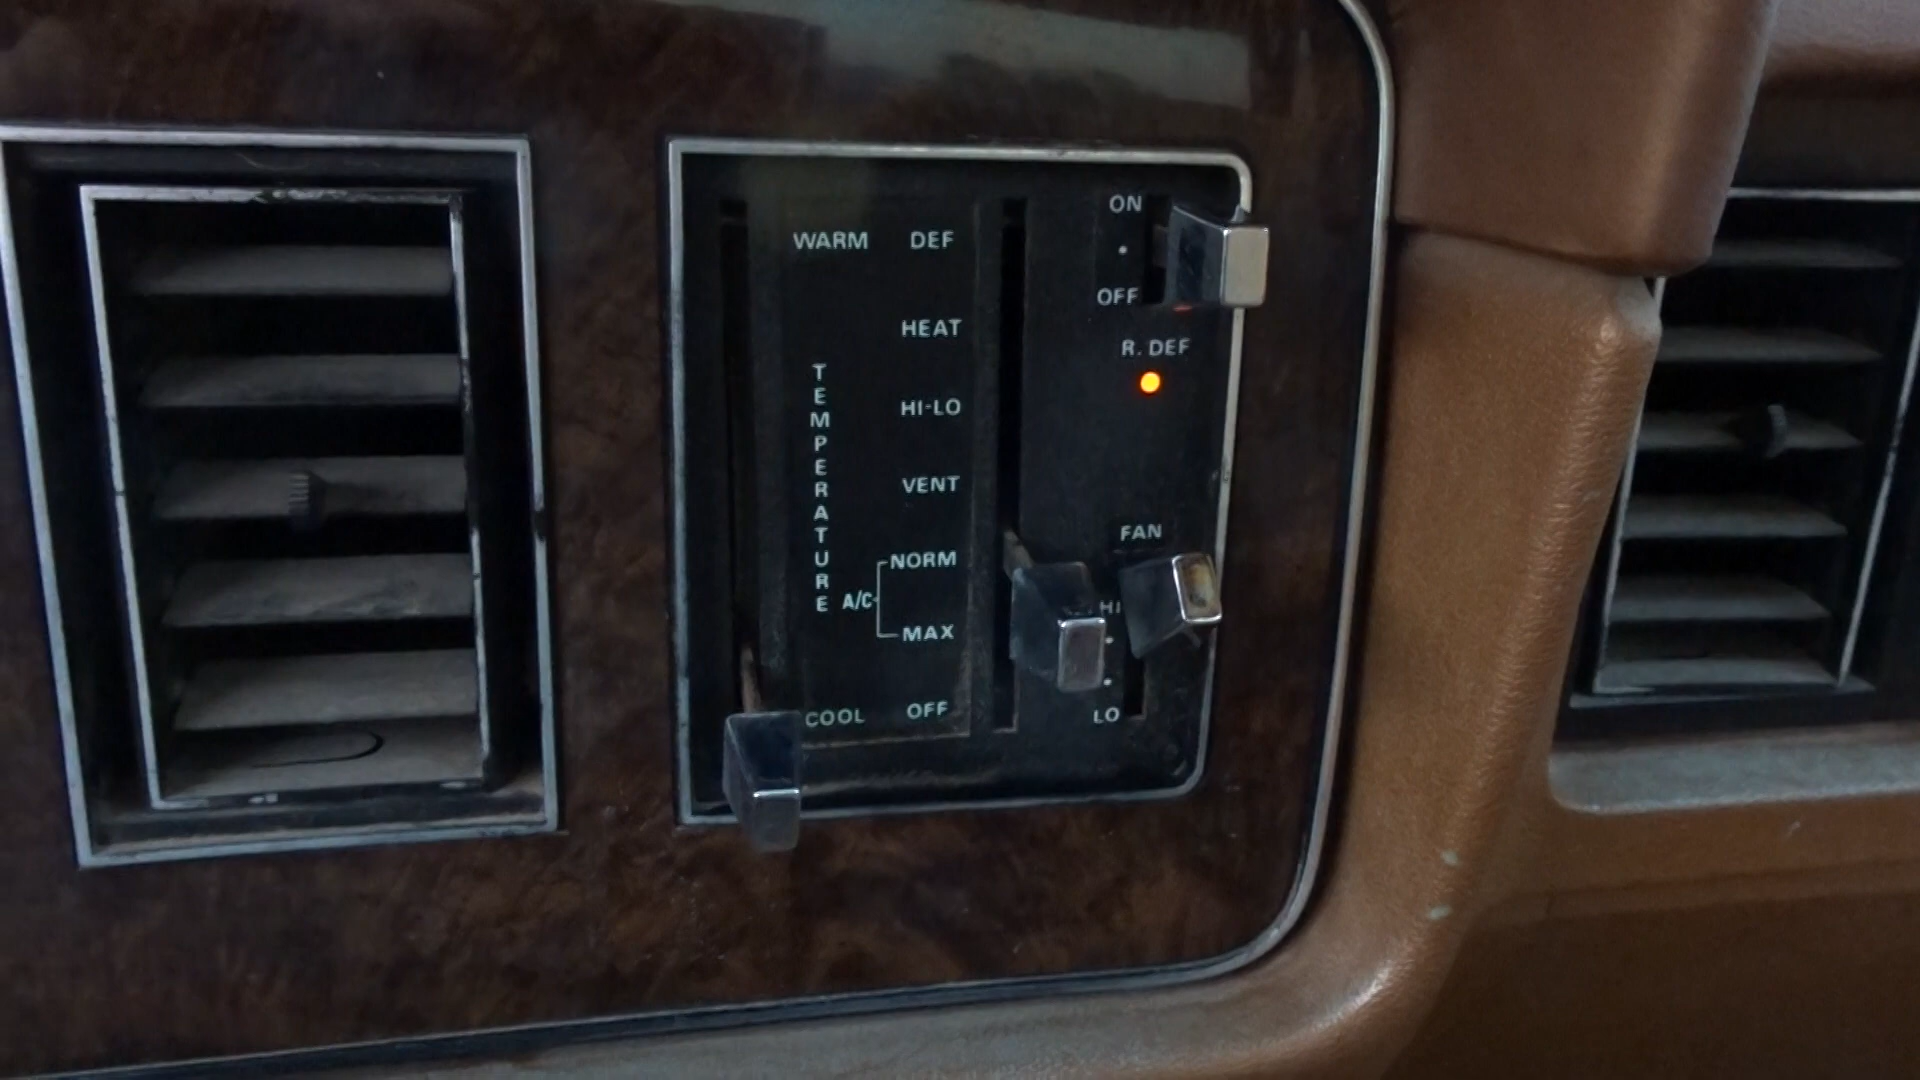 WARM DEF
HEAT
HI-LO
VENT
TEMPERATURE
A/C
NORM
MAX
COOL OFF
ON
OFF
R. DEF
FAN
HI
LO